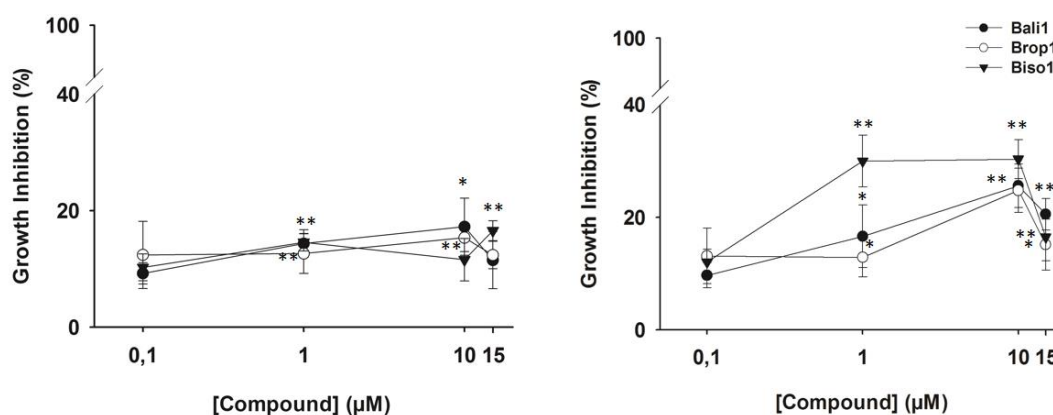 100
40
20
0
Growth Inhibition (%)
*
**
**
**
**
0,1 1 10 15
[Compound] (µM)
Bali1
Brop1
Biso1
100
40
20
0
Growth Inhibition (%)
**
**
*
**
**
*
**
*
0,1 1 10 15
[Compound] (µM)